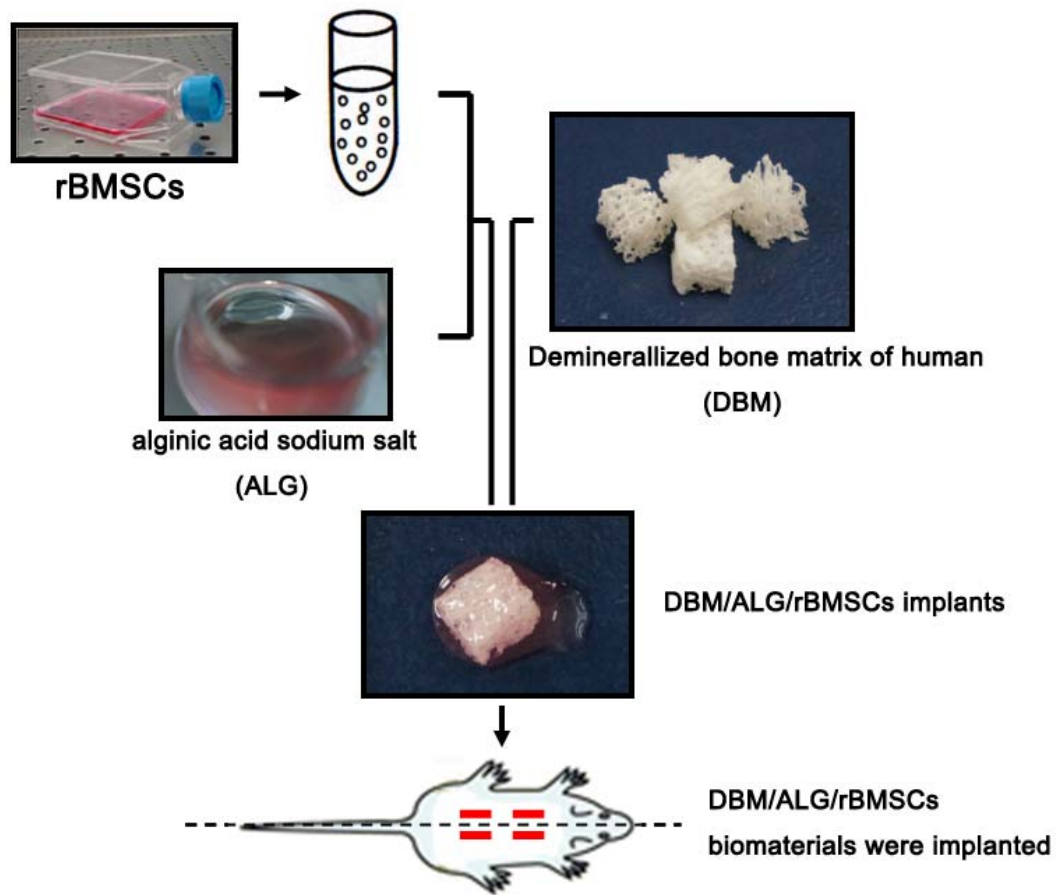 rBMSCs
Deminerallized bone matrix of human
(DBM)
alginic acid sodium salt
(ALG)
DBM/ALG/rBMSCs implants
DBM/ALG/rBMSCs
biomaterials were implanted